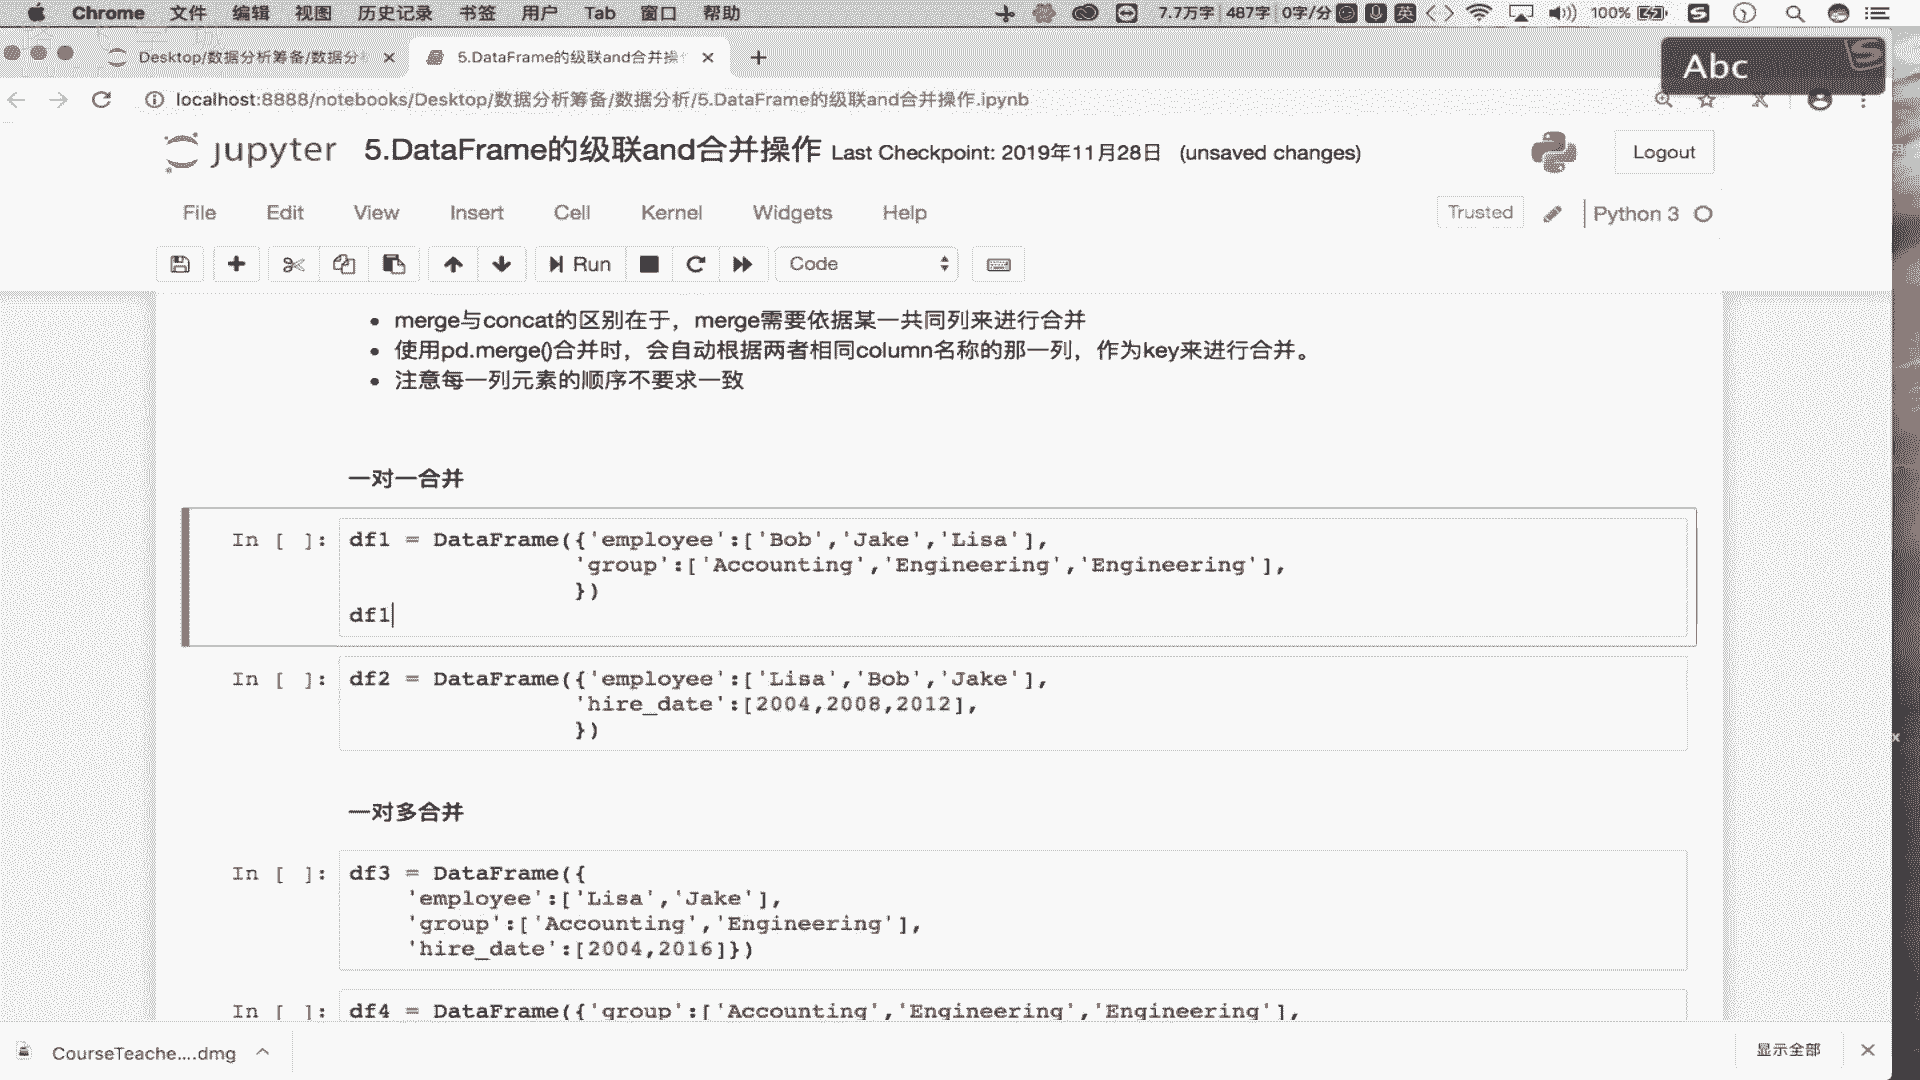 Chrome 文件 编辑 视图 历史记录 书签 用户 Tab 窗口 帮助 7.7万字 487字 0字/分 英 100%
Desktop/数据分析筹备/数据分 5.DataFrame的级联and合并操
Abc
localhost:8888/notebooks/Desktop/数据分析筹备/数据分析/5.DataFrame的级联and合并操作.ipynb
jupyter 5.DataFrame的级联and合并操作 Last Checkpoint: 2019年11月28日 (unsaved changes) Logout
File Edit View Insert Cell Kernel Widgets Help Trusted Python 3
Run Code
• merge与concat的区别在于，merge需要依据某一共同列来进行合并
• 使用pd.merge()合并时，会自动根据两者相同column名称的那一列，作为key来进行合并。
• 注意每一列元素的顺序不要求一致
一对一合并
In [ ]: df1 = DataFrame({'employee':['Bob','Jake','Lisa'],
'group':['Accounting','Engineering','Engineering'],
})
df1
In [ ]: df2 = DataFrame({'employee':['Lisa','Bob','Jake'],
'hire_date':[2004,2008,2012],
})
一对多合并
In [ ]: df3 = DataFrame({
'employee':['Lisa','Jake'],
'group':['Accounting','Engineering'],
'hire_date':[2004,2016]})
In [ ]: df4 = DataFrame({'group':['Accounting','Engineering','Engineering'],
CourseTeache....dmg 显示全部